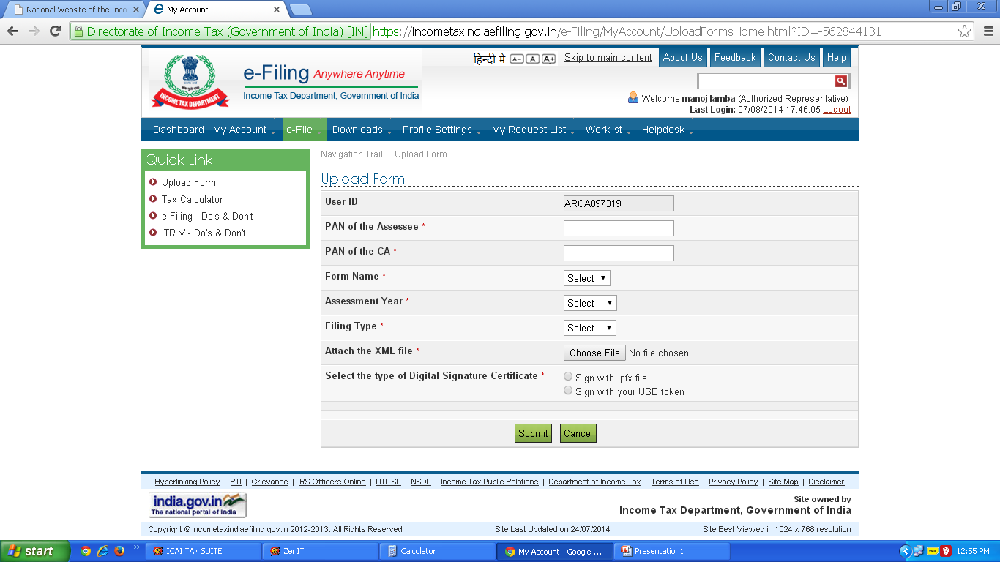 National Website of the Inco
My Account
Directorate of Income Tax (Government of India) [IN] https://incometaxindiaefiling.gov.in/e-Filing/MyAccount/UploadFormsHome.html?ID=-562844131
हिन्दी मे A- A A+ Skip to main content About Us Feedback Contact Us Help
INCOME TAX DEPARTMENT
e-Filing Anywhere Anytime
Income Tax Department, Government of India
Welcome manoj lamba (Authorized Representative)
Last Login: 07/08/2014 17:46:05 Logout
Dashboard My Account e-File Downloads Profile Settings My Request List Worklist Helpdesk
Quick Link
Upload Form
Tax Calculator
e-Filing - Do's & Don't
ITR V - Do's & Don't
Navigation Trail: Upload Form
Upload Form
User ID ARCA097319
PAN of the Assessee *
PAN of the CA *
Form Name * Select
Assessment Year * Select
Filing Type * Select
Attach the XML file * Choose File No file chosen
Select the type of Digital Signature Certificate * Sign with .pfx file
Sign with your USB token
Submit Cancel
Hyperlinking Policy | RTI | Grievance | IRS Officers Online | UTITSL | NSDL | Income Tax Public Relations | Department of Income Tax | Terms of Use | Privacy Policy | Site Map | Disclaimer
india.gov.in
The national portal of India
Site owned by
Income Tax Department, Government of India
Copyright © incometaxindiaefiling.gov.in 2012-2013. All Rights Reserved Site Last Updated on 24/07/2014 Site Best Viewed in 1024 x 768 resolution
start ICAI TAX SUITE ZenIT Calculator My Account - Google ... Presentation1 12:55 PM